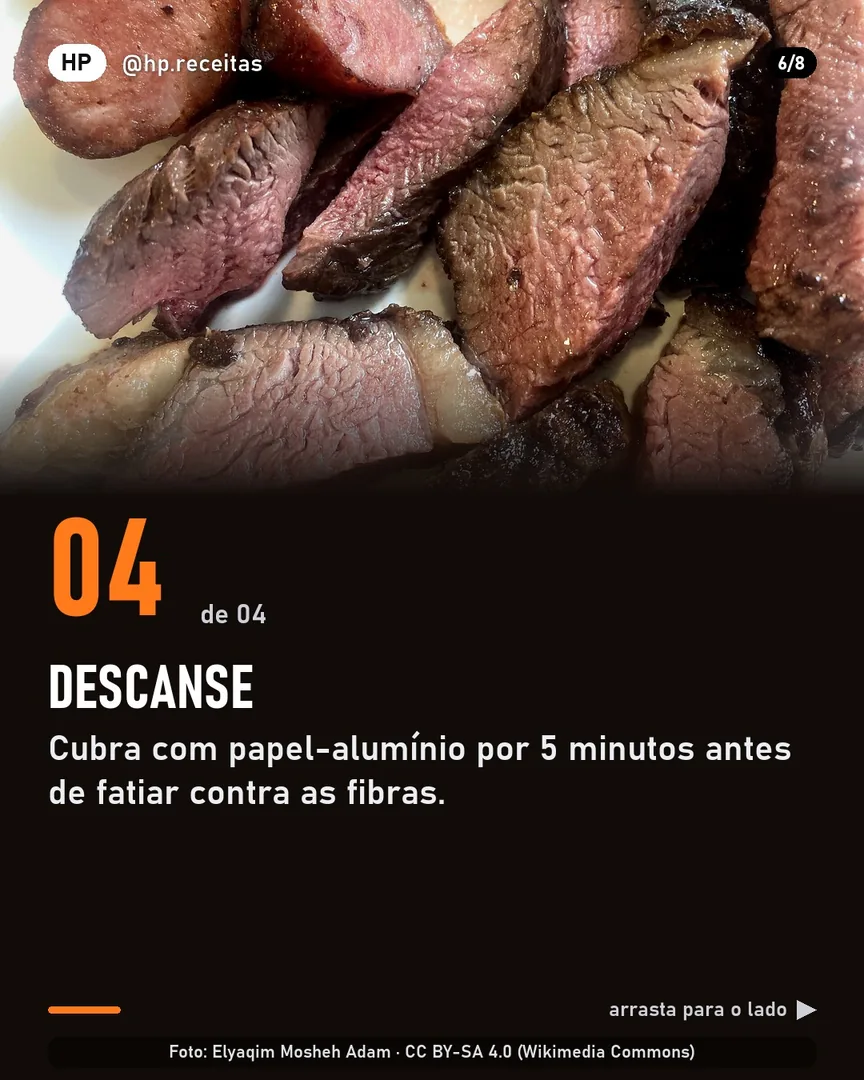 HP @hp.receitas 6/8
04 de 04
DESCANSE
Cubra com papel-alumínio por 5 minutos antes
de fatiar contra as fibras.
arrasta para o lado ▶
Foto: Elyaqim Mosheh Adam · CC BY-SA 4.0 (Wikimedia Commons)